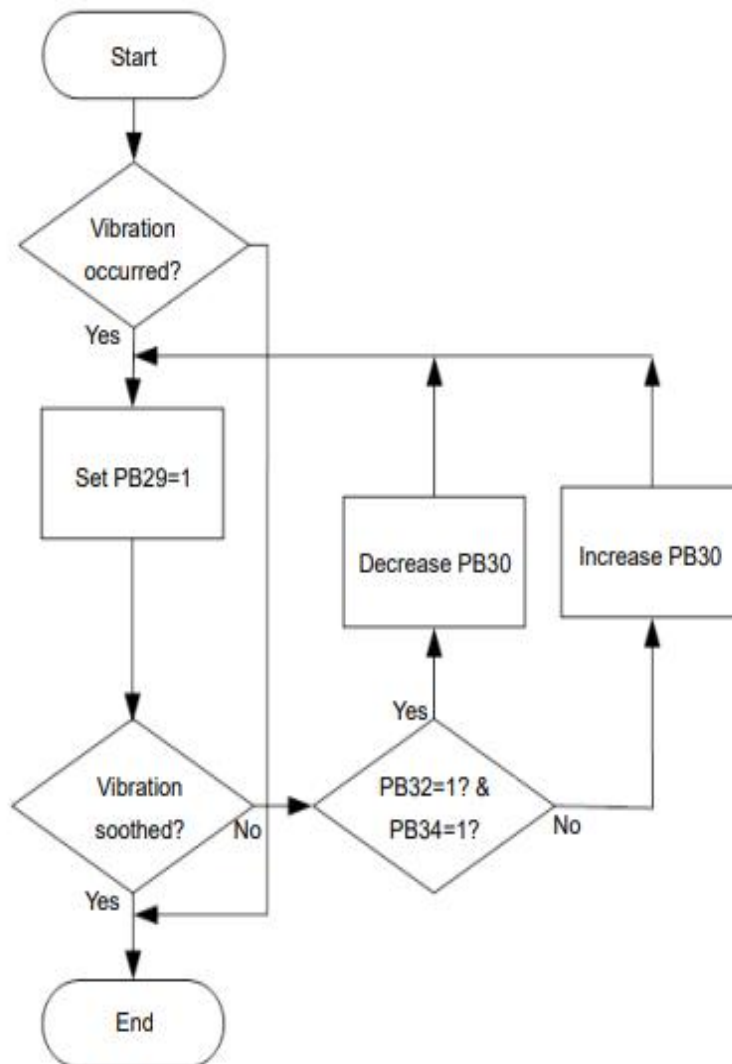 Start
Vibration
occurred?
Yes
Set PB29=1
Decrease PB30
Increase PB30
Yes
Vibration
soothed?
No
PB32=1? &
PB34=1?
No
Yes
End